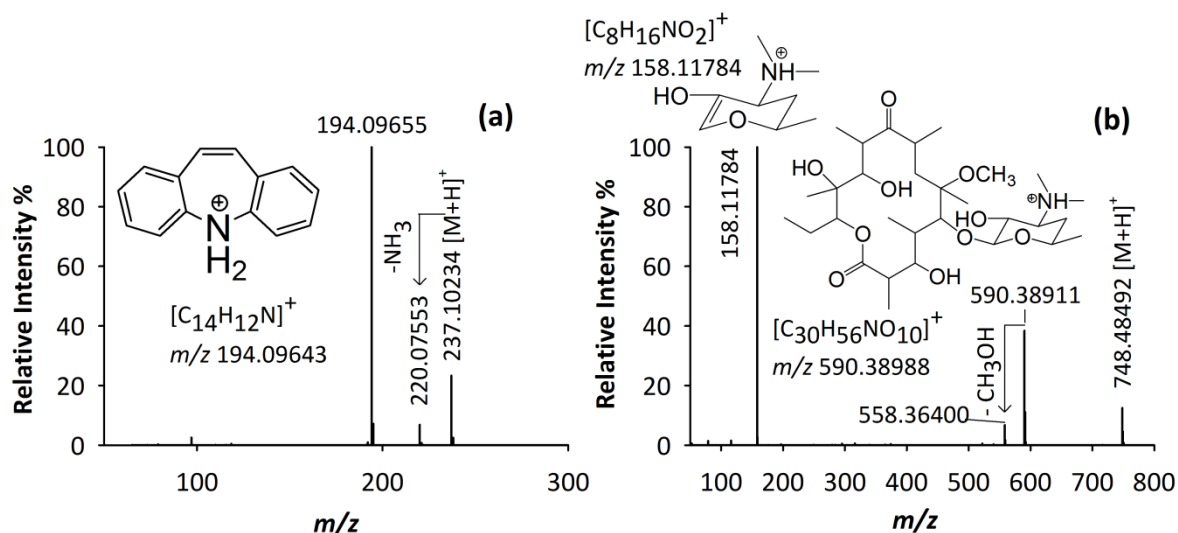 (a)
Relative Intensity %
100
80
60
40
20
0
100
200
300
m/z
194.09655
-NH3
220.07553
237.10234 [M+H]+
N
H2
+
[C14H12N]+
m/z 194.09643
(b)
[C8H16NO2]+
m/z 158.11784
NH
+
HO
O
Relative Intensity %
100
80
60
40
20
0
100
200
300
400
500
600
700
800
m/z
158.11784
O
HO
OH
OCH3
NH
+
HO
O
O
O
O
OH
[C30H56NO10]+
m/z 590.38988
590.38911
- CH3OH
558.36400
748.48492 [M+H]+